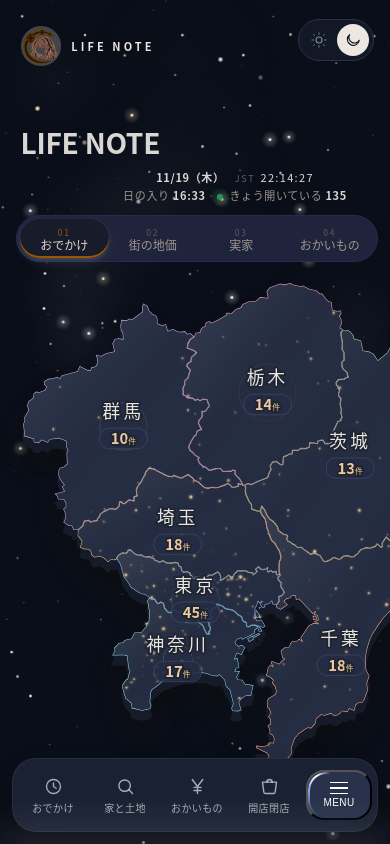 LIFE NOTE
LIFE NOTE
11/19（木） JST 22:14:27
日の入り 16:33 きょう開いている 135
01 02 03 04
おでかけ 街の地価 実家 おかいもの
栃木
14件
群馬
10件
茨城
13件
埼玉
18件
東京
45件
神奈川
17件
千葉
18件
おでかけ 家と土地 おかいもの 開店閉店 MENU